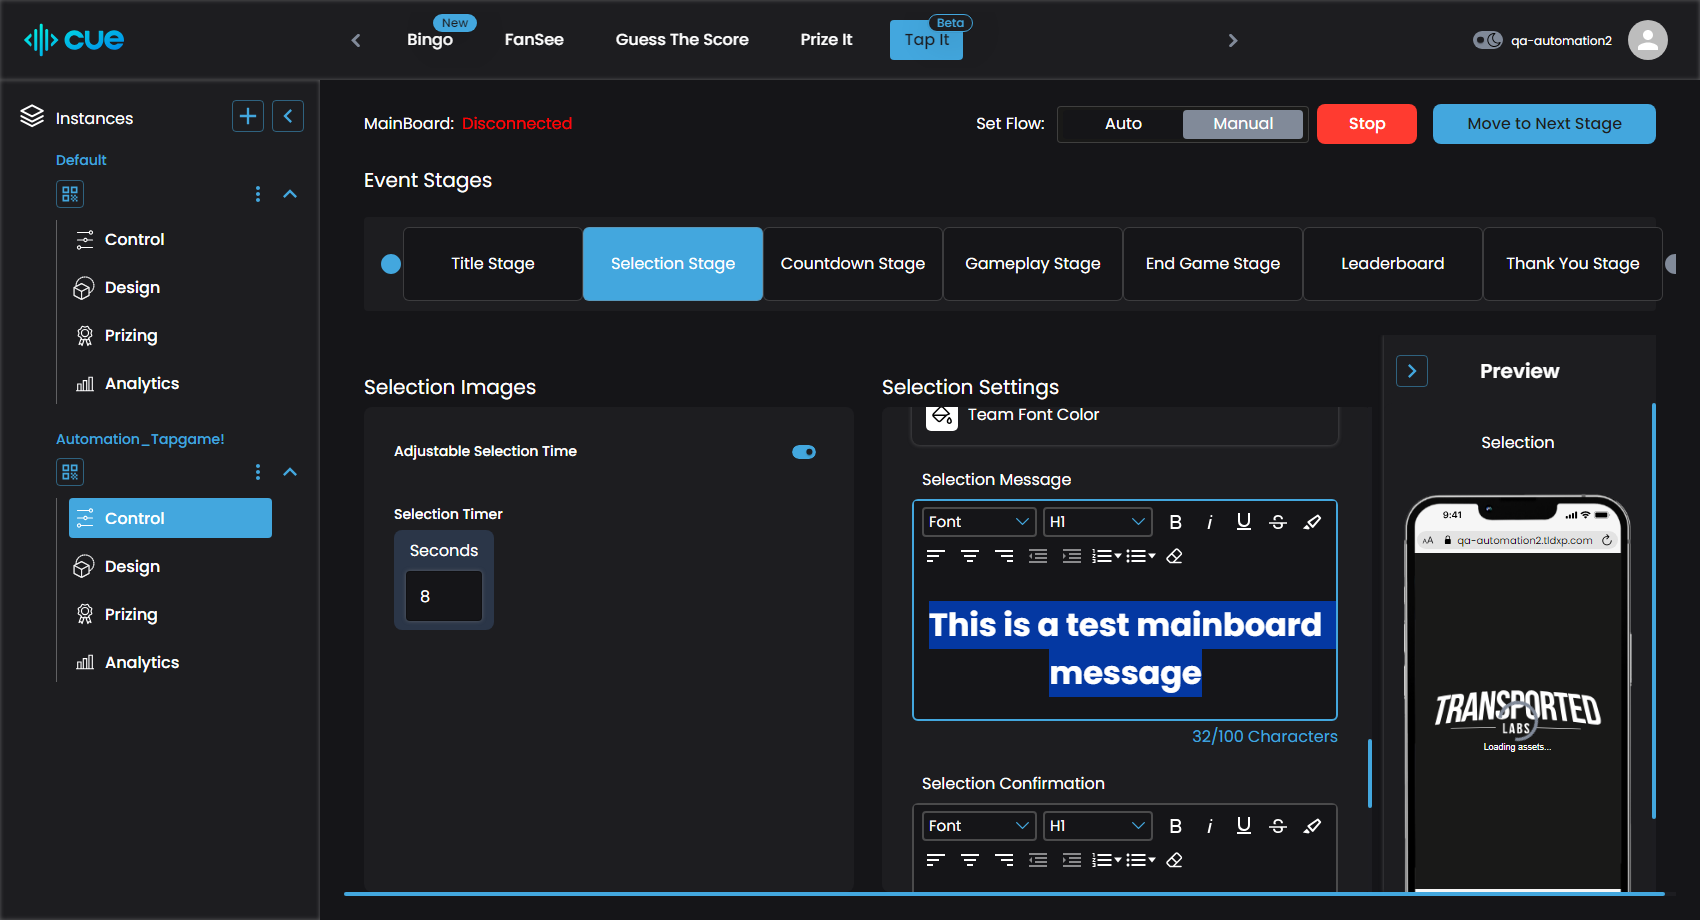 cue
New
Bingo
FanSee
Guess The Score
Prize It
Beta
Tap It
qa-automation2
Instances
Default
Control
Design
Prizing
Analytics
Automation_Tapgame!
Control
Design
Prizing
Analytics
MainBoard: Disconnected
Set Flow:
Auto
Manual
Stop
Move to Next Stage
Event Stages
Title Stage
Selection Stage
Countdown Stage
Gameplay Stage
End Game Stage
Leaderboard
Thank You Stage
Selection Images
Adjustable Selection Time
Selection Timer
Seconds
8
Selection Settings
Team Font Color
Selection Message
Font
H1
B i U S
This is a test mainboard
message
32/100 Characters
Selection Confirmation
Font
H1
B i U S
Preview
Selection
9:41
AA qa-automation2.tldxp.com
TRANSPORTED
LABS
Loading assets...